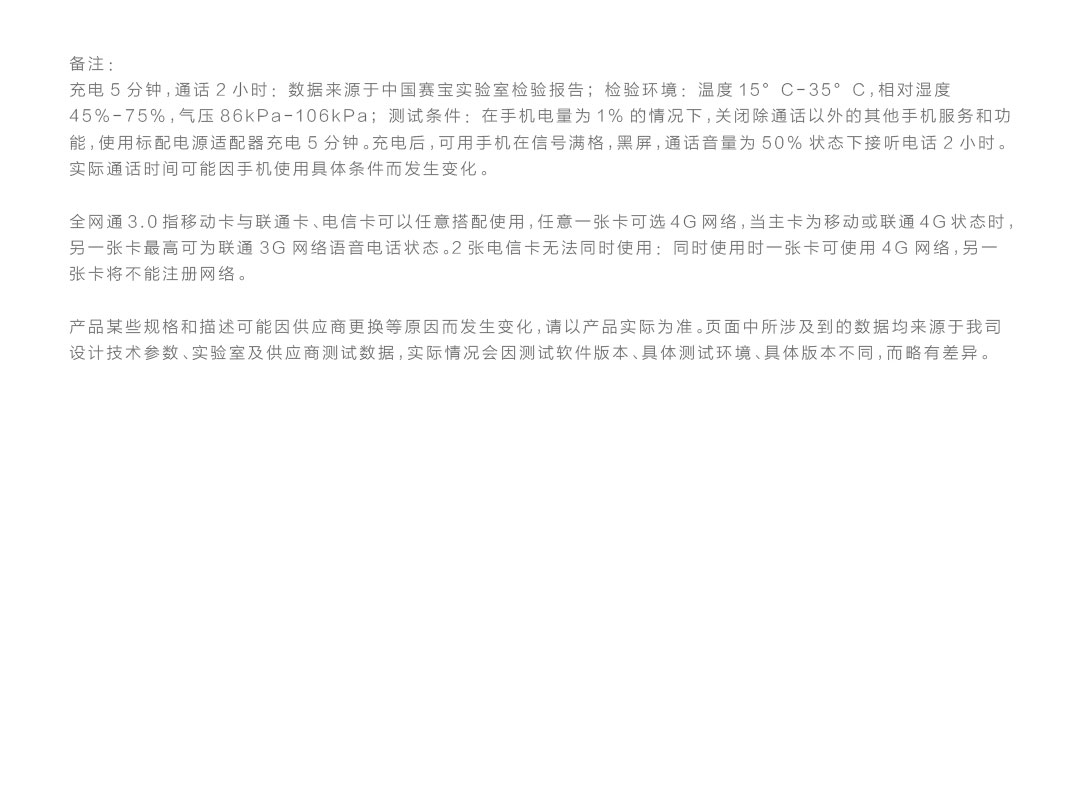 备注：
充电 5 分钟，通话 2 小时：数据来源于中国赛宝实验室检验报告；检验环境：温度 15° C-35° C，相对湿度
45%-75%，气压 86kPa-106kPa；测试条件：在手机电量为 1% 的情况下，关闭除通话以外的其他手机服务和功
能，使用标配电源适配器充电 5 分钟。充电后，可用手机在信号满格，黑屏，通话音量为 50% 状态下接听电话 2 小时。
实际通话时间可能因手机使用具体条件而发生变化。
全网通 3.0 指移动卡与联通卡、电信卡可以任意搭配使用，任意一张卡可选 4G 网络，当主卡为移动或联通 4G 状态时，
另一张卡最高可为联通 3G 网络语音电话状态。2 张电信卡无法同时使用：同时使用时一张卡可使用 4G 网络，另一
张卡将不能注册网络。
产品某些规格和描述可能因供应商更换等原因而发生变化，请以产品实际为准。页面中所涉及到的数据均来源于我司
设计技术参数、实验室及供应商测试数据，实际情况会因测试软件版本、具体测试环境、具体版本不同，而略有差异。